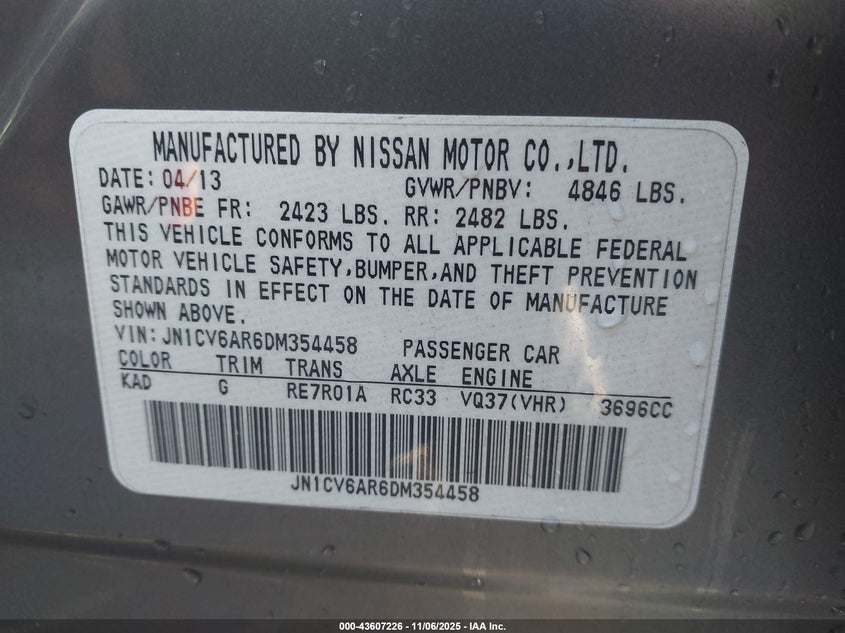 MANUFACTURED BY NISSAN MOTOR CO.,LTD.
DATE: 04/13 GVWR/PNBV: 4846 LBS.
GAWR/PNBE FR: 2423 LBS. RR: 2482 LBS.
THIS VEHICLE CONFORMS TO ALL APPLICABLE FEDERAL
MOTOR VEHICLE SAFETY,BUMPER,AND THEFT PREVENTION
STANDARDS IN EFFECT ON THE DATE OF MANUFACTURE
SHOWN ABOVE.
VIN:JN1CV6AR6DM354458 PASSENGER CAR
COLOR TRIM TRANS AXLE ENGINE
KAD G RE7R01A RC33 VQ37(VHR) 3696CC
JN1CV6AR6DM354458
000-43607226 - 11/06/2025 - IAA Inc.